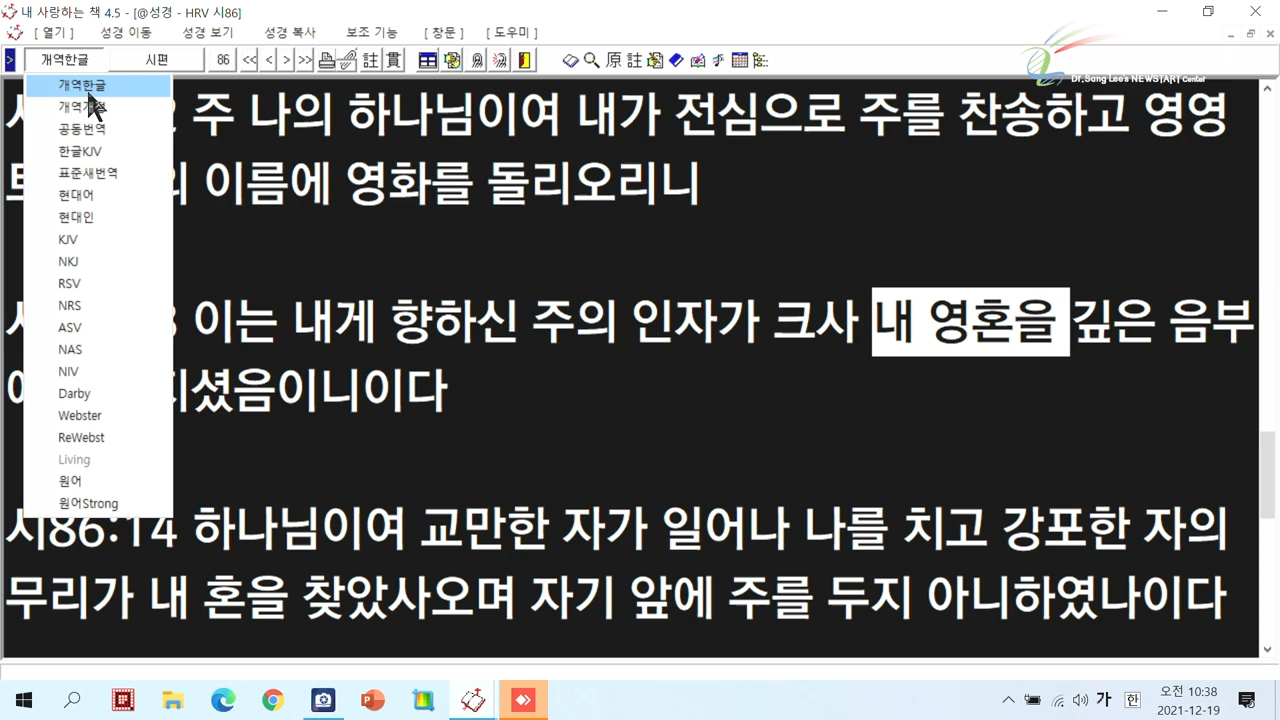 내 사랑하는 책 4.5 - [@성경 - HRV 시86]
[ 열기 ] 성경 이동 성경 보기 성경 복사 보조 기능 [ 창문 ] [ 도우미 ]
> 개역한글 시편 86 << < > >> 註 貫 原 註
Dr.Sang Lee's NEWSTART Center
개역한글
공동번역
한글KJV
표준새번역
현대어
현대인
KJV
NKJ
RSV
NRS
ASV
NAS
NIV
Darby
Webster
ReWebst
Living
원어
원어Strong
주 나의 하나님이여 내가 전심으로 주를 찬송하고 영영
이름에 영화를 돌리오리니
이는 내게 향하신 주의 인자가 크사 내 영혼을 깊은 음부
셨음이니이다
시86:14 하나님이여 교만한 자가 일어나 나를 치고 강포한 자의
무리가 내 혼을 찾았사오며 자기 앞에 주를 두지 아니하였나이다
가 한 오전 10:38
2021-12-19